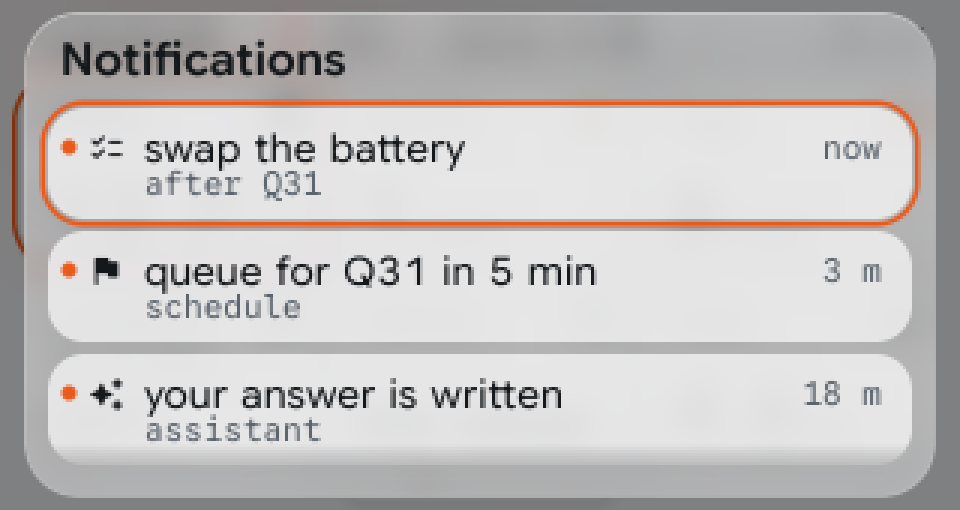 Notifications
swap the battery now
after Q31
queue for Q31 in 5 min 3 m
schedule
your answer is written 18 m
assistant